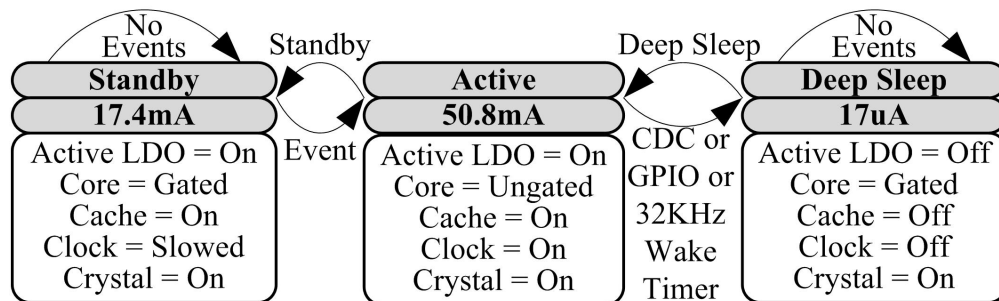 No
Events
Standby
Standby
17.4mA
Active LDO = On
Core = Gated
Cache = On
Clock = Slowed
Crystal = On
Event
Active
50.8mA
Active LDO = On
Core = Ungated
Cache = On
Clock = On
Crystal = On
Deep Sleep
CDC or
GPIO or
32KHz
Wake
Timer
No
Events
Deep Sleep
17uA
Active LDO = Off
Core = Gated
Cache = Off
Clock = Off
Crystal = On